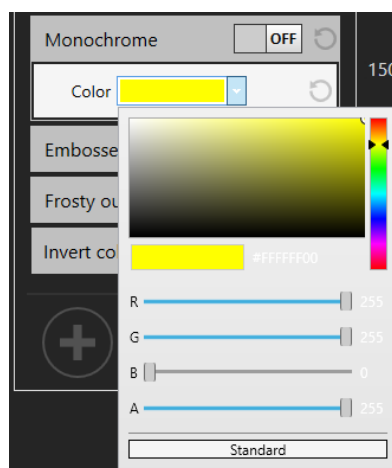 Monochrome OFF
150
Color
Embosse
Frosty ou
Invert co
#FFFFFF00
R 255
G 255
B 0
A 255
Standard